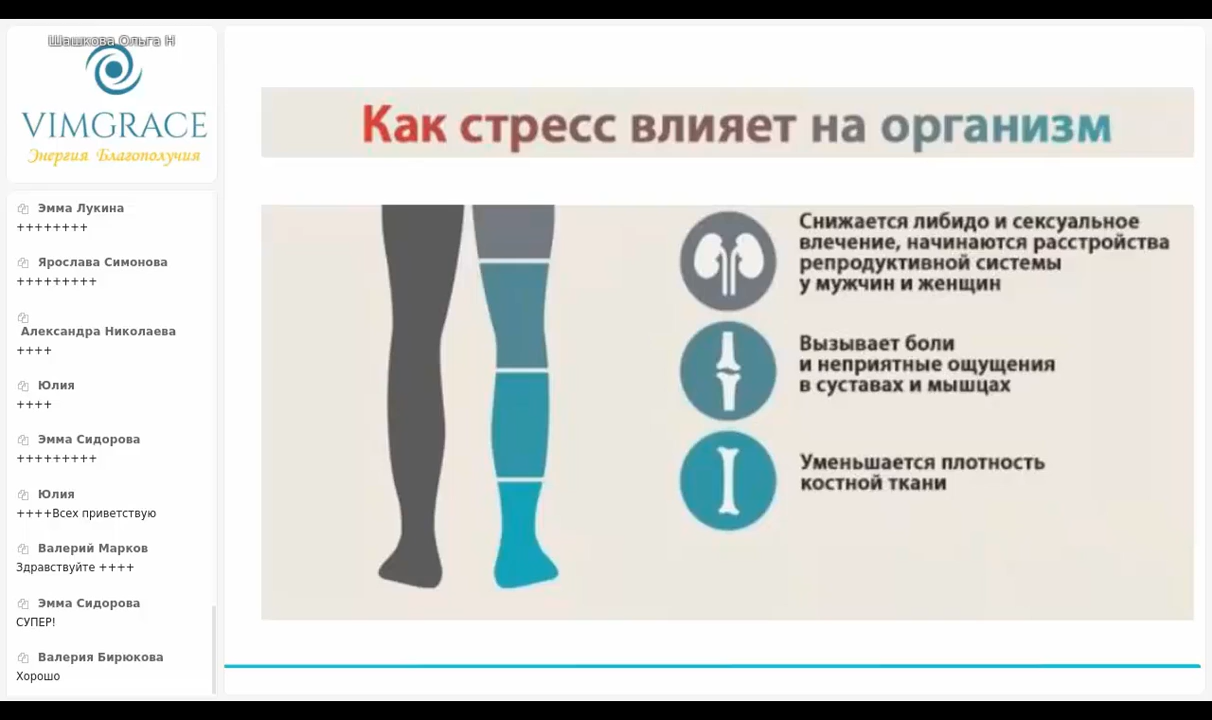 Шашкова Ольга Н
VIMGRACE
Энергия Благополучия
Эмма Лукина
++++++++
Ярослава Симонова
+++++++++
Александра Николаева
++++
Юлия
++++
Эмма Сидорова
+++++++++
Юлия
++++Всех приветствую
Валерий Марков
Здравствуйте ++++
Эмма Сидорова
СУПЕР!
Валерия Бирюкова
Хорошо
Как стресс влияет на организм
Снижается либидо и сексуальное
влечение, начинаются расстройства
репродуктивной системы
у мужчин и женщин
Вызывает боли
и неприятные ощущения
в суставах и мышцах
Уменьшается плотность
костной ткани